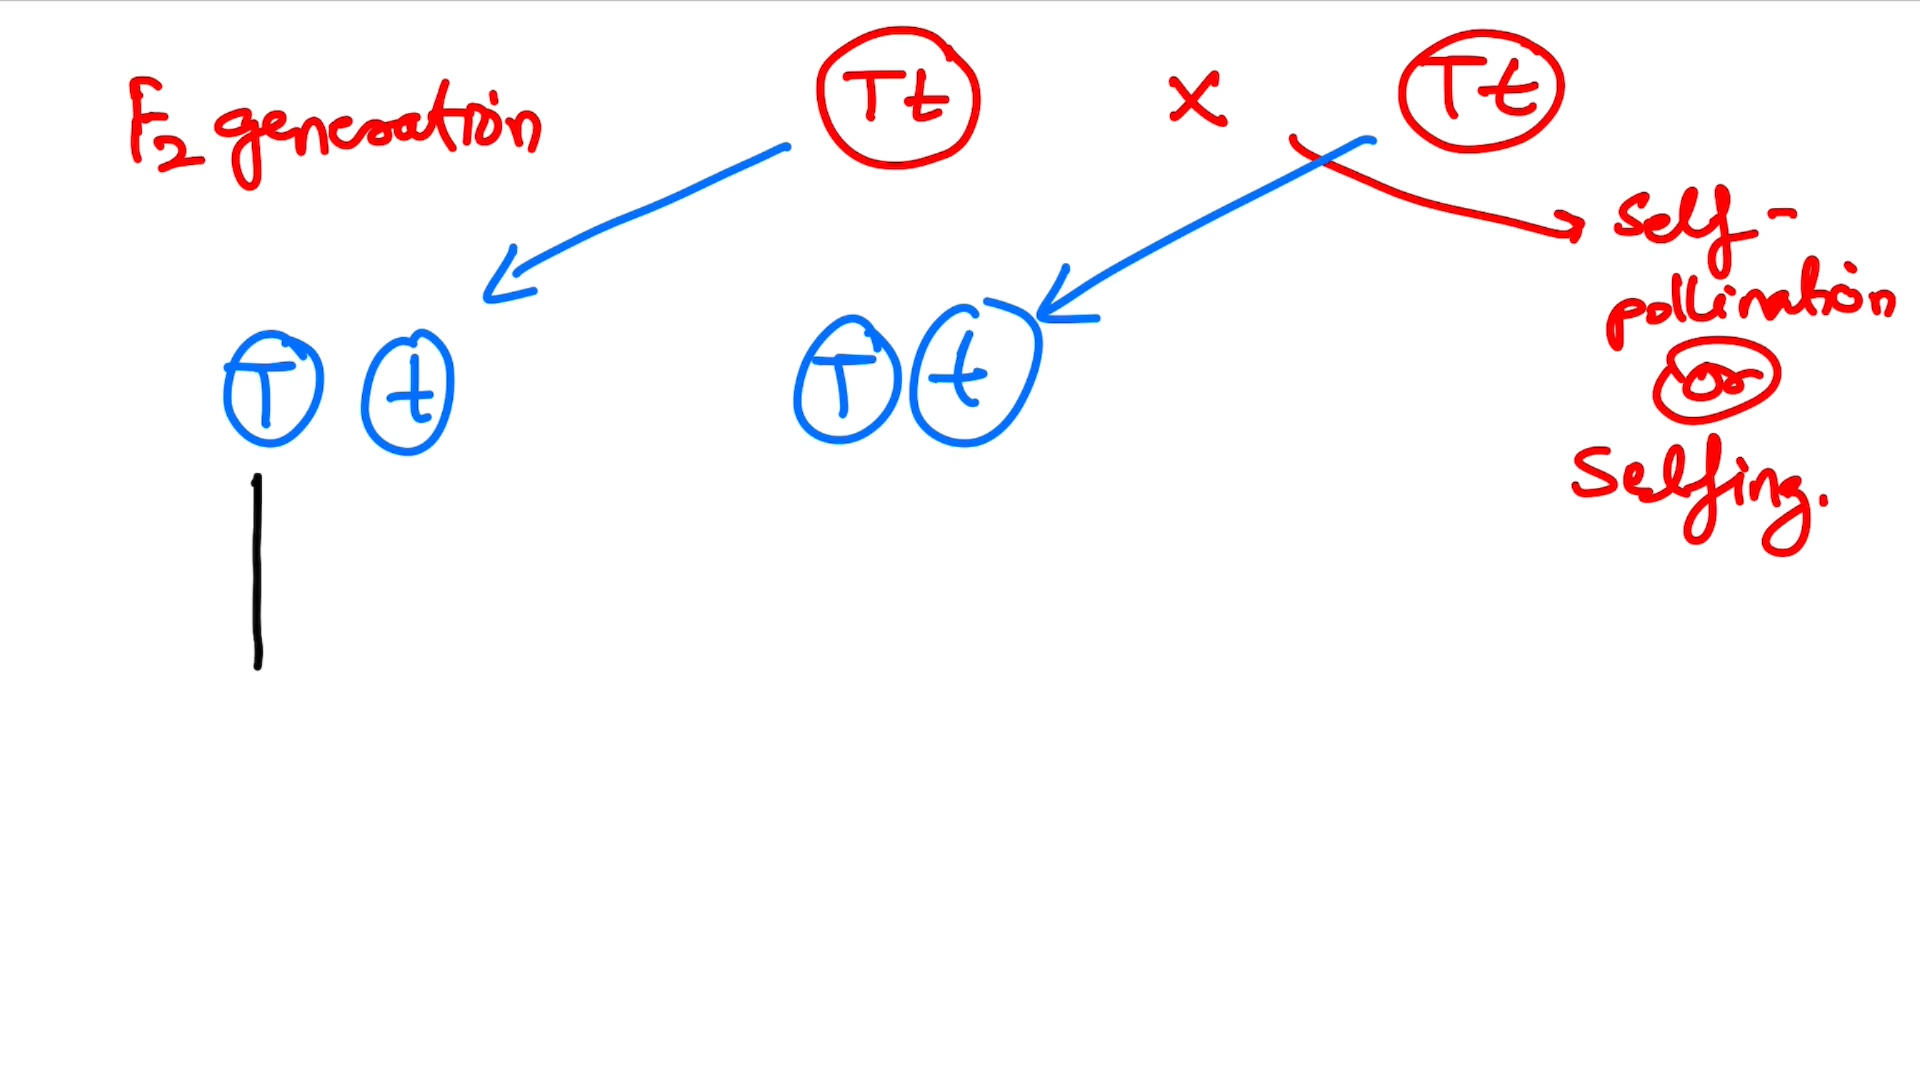 F2 generation Tt x Tt
self-
pollination
or
selfing.
T t T t